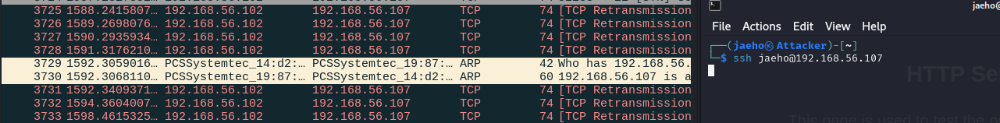 3725 1588.2415807… 192.168.56.102 192.168.56.107 TCP 74 [TCP Retransmission
3726 1589.2698076… 192.168.56.102 192.168.56.107 TCP 74 [TCP Retransmission
3727 1590.2935934… 192.168.56.102 192.168.56.107 TCP 74 [TCP Retransmission
3728 1591.3176210… 192.168.56.102 192.168.56.107 TCP 74 [TCP Retransmission
3729 1592.3059016… PCSSystemtec_14:d2:… PCSSystemtec_19:87:… ARP 42 Who has 192.168.56.
3730 1592.3068110… PCSSystemtec_19:87:… PCSSystemtec_14:d2:… ARP 60 192.168.56.107 is a
3731 1592.3409371… 192.168.56.102 192.168.56.107 TCP 74 [TCP Retransmission
3732 1594.3604007… 192.168.56.102 192.168.56.107 TCP 74 [TCP Retransmission
3733 1598.4615325… 192.168.56.102 192.168.56.107 TCP 74 [TCP Retransmission
jaeho@
File Actions Edit View Help
┌──(jaeho㉿Attacker)-[~]
└─$ ssh jaeho@192.168.56.107
HTTP Se
This page is used to test the